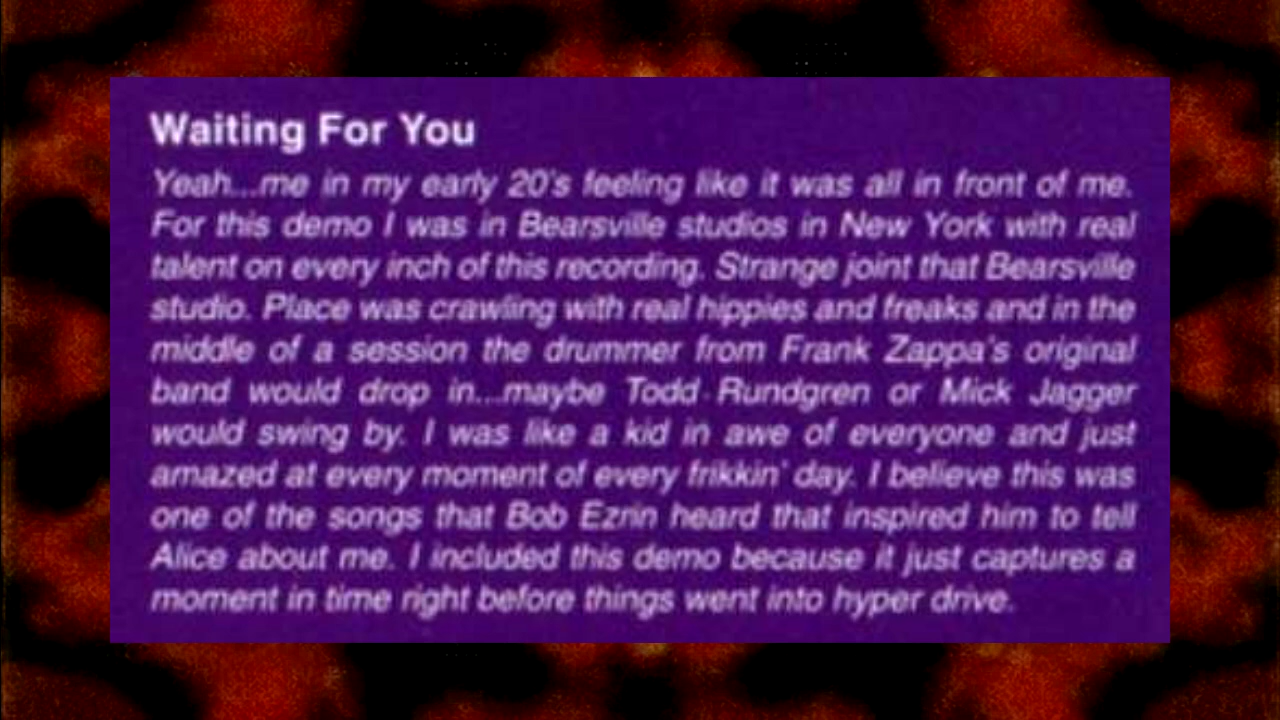 Waiting For You
Yeah...me in my early 20's feeling like it was all in front of me.
For this demo I was in Bearsville studios in New York with real
talent on every inch of this recording. Strange joint that Bearsville
studio. Place was crawling with real hippies and freaks and in the
middle of a session the drummer from Frank Zappa's original
band would drop in...maybe Todd Rundgren or Mick Jagger
would swing by. I was like a kid in awe of everyone and just
amazed at every moment of every frikkin' day. I believe this was
one of the songs that Bob Ezrin heard that inspired him to tell
Alice about me. I included this demo because it just captures a
moment in time right before things went into hyper drive.